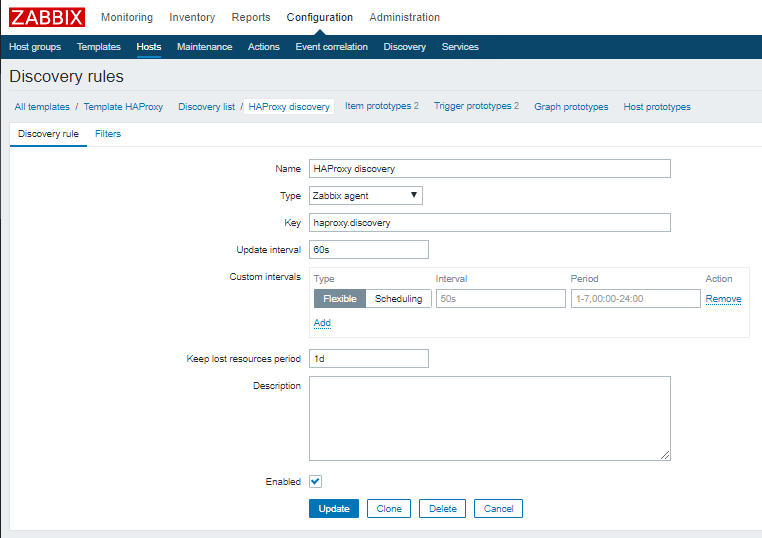 ZABBIX Monitoring Inventory Reports Configuration Administration
Host groups Templates Hosts Maintenance Actions Event correlation Discovery Services
Discovery rules
All templates / Template HAProxy Discovery list / HAProxy discovery Item prototypes 2 Trigger prototypes 2 Graph prototypes Host prototypes
Discovery rule Filters
Name HAProxy discovery
Type Zabbix agent
Key haproxy.discovery
Update interval 60s
Custom intervals Type Interval Period Action
Flexible Scheduling 50s 1-7,00:00-24:00 Remove
Add
Keep lost resources period 1d
Description
Enabled
Update Clone Delete Cancel